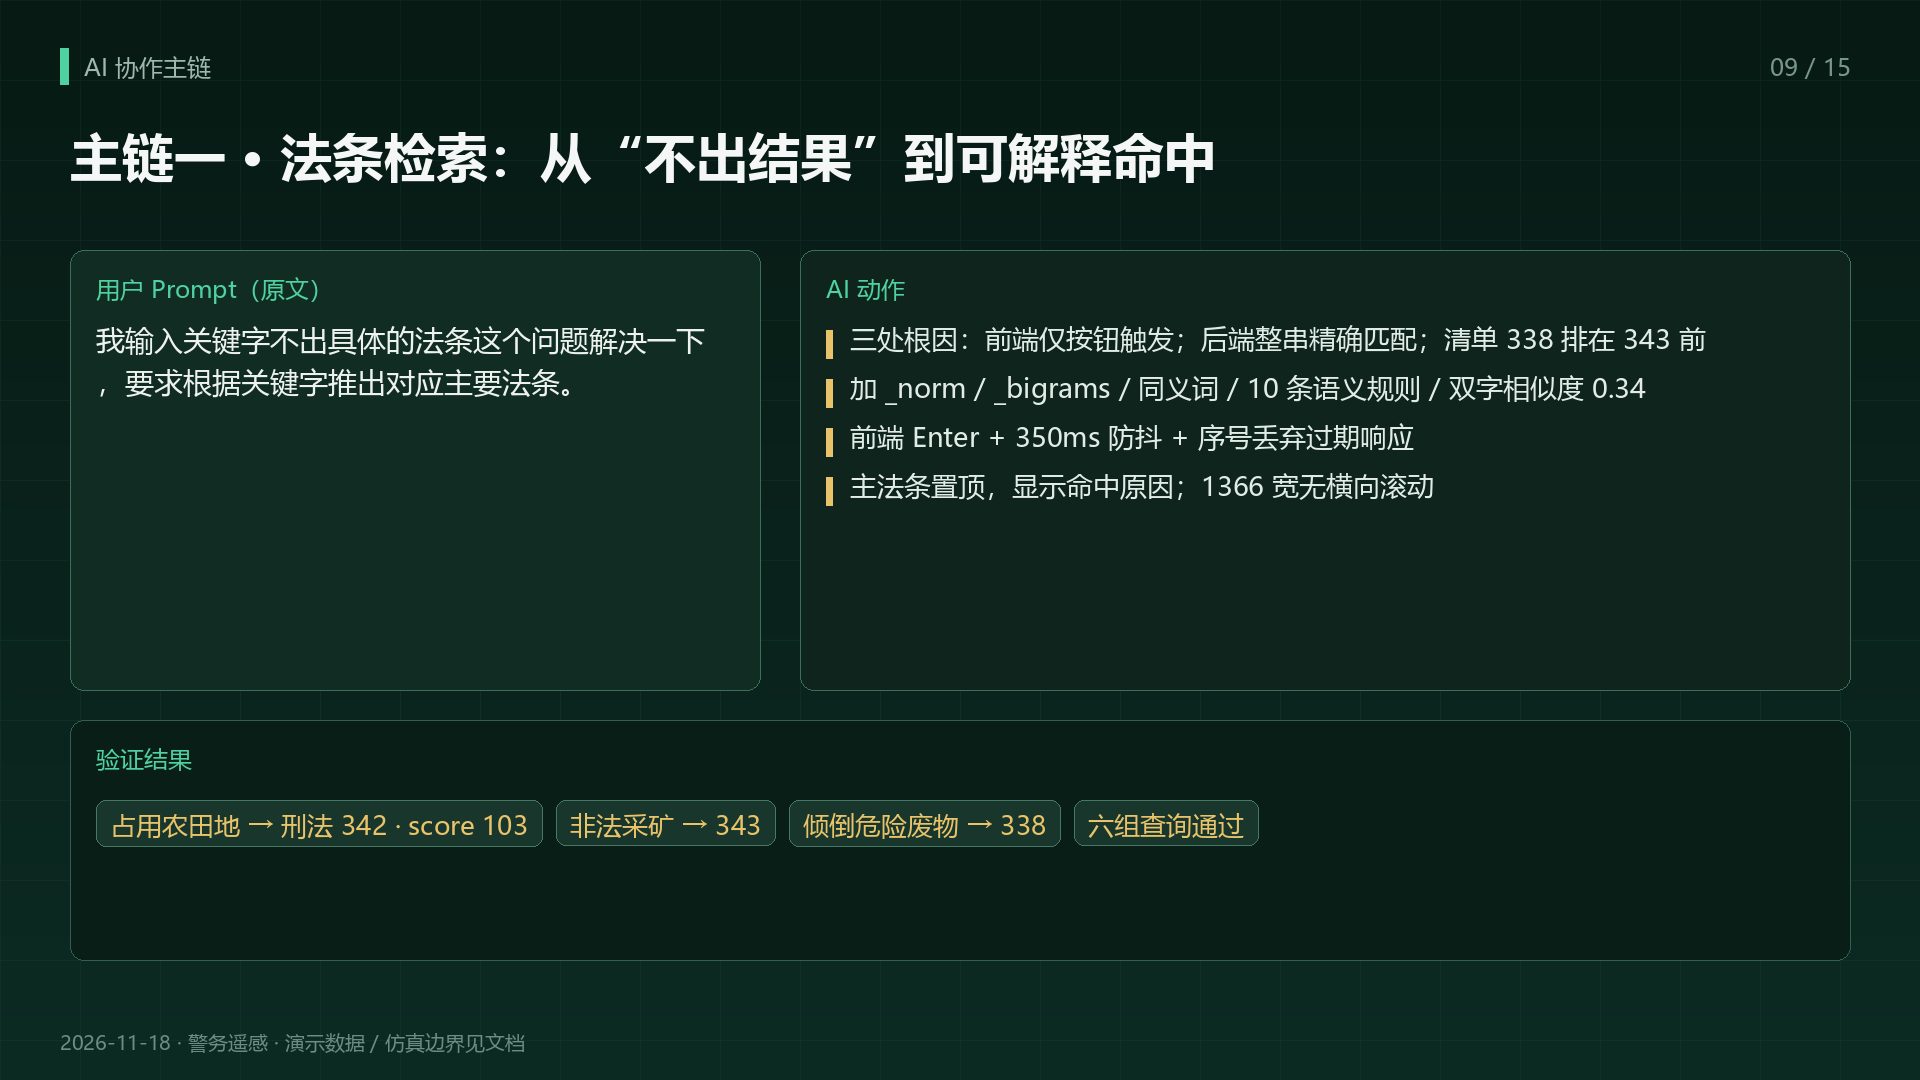 AI 协作主链
09 / 15
主链一 · 法条检索：从“不出结果”到可解释命中
用户 Prompt（原文）
我输入关键字不出具体的法条这个问题解决一下
，要求根据关键字推出对应主要法条。
AI 动作
三处根因：前端仅按钮触发；后端整串精确匹配；清单 338 排在 343 前
加 _norm / _bigrams / 同义词 / 10 条语义规则 / 双字相似度 0.34
前端 Enter + 350ms 防抖 + 序号丢弃过期响应
主法条置顶，显示命中原因；1366 宽无横向滚动
验证结果
占用农田地 → 刑法 342 · score 103
非法采矿 → 343
倾倒危险废物 → 338
六组查询通过
2026-11-18 · 警务遥感 · 演示数据 / 仿真边界见文档